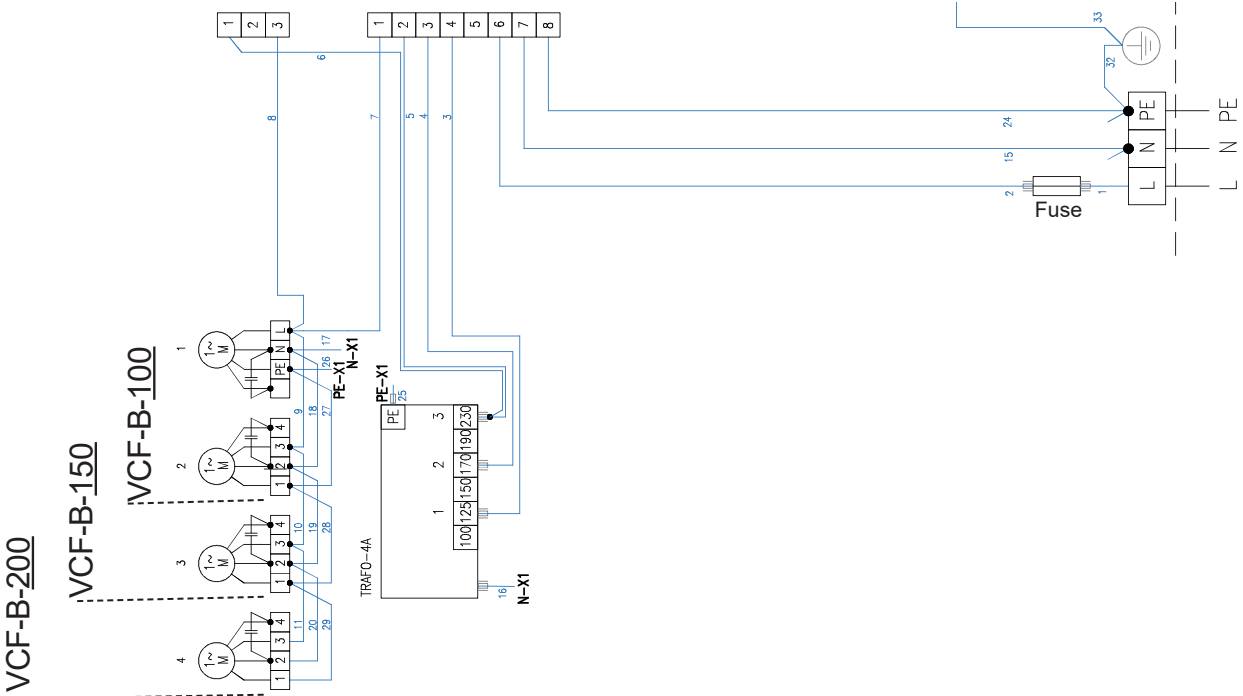 1 2 3
1 2 3 4 5 6 7 8
33
32
6
8
7
5
4
3
24
15
2
1
PE
N
L
PE
N
L
Fuse
1
1~
M
L
N
PE
17
N-X1
26
PE-X1
VCF-B-100
9
18
27
2
1~
M
4
3
2
1
VCF-B-150
10
19
28
3
1~
M
4
3
2
1
VCF-B-200
11
20
29
4
1~
M
4
3
2
1
PE-X1
25
PE
TRAFO-4A
3
2
1
230
190
170
150
125
100
16
N-X1